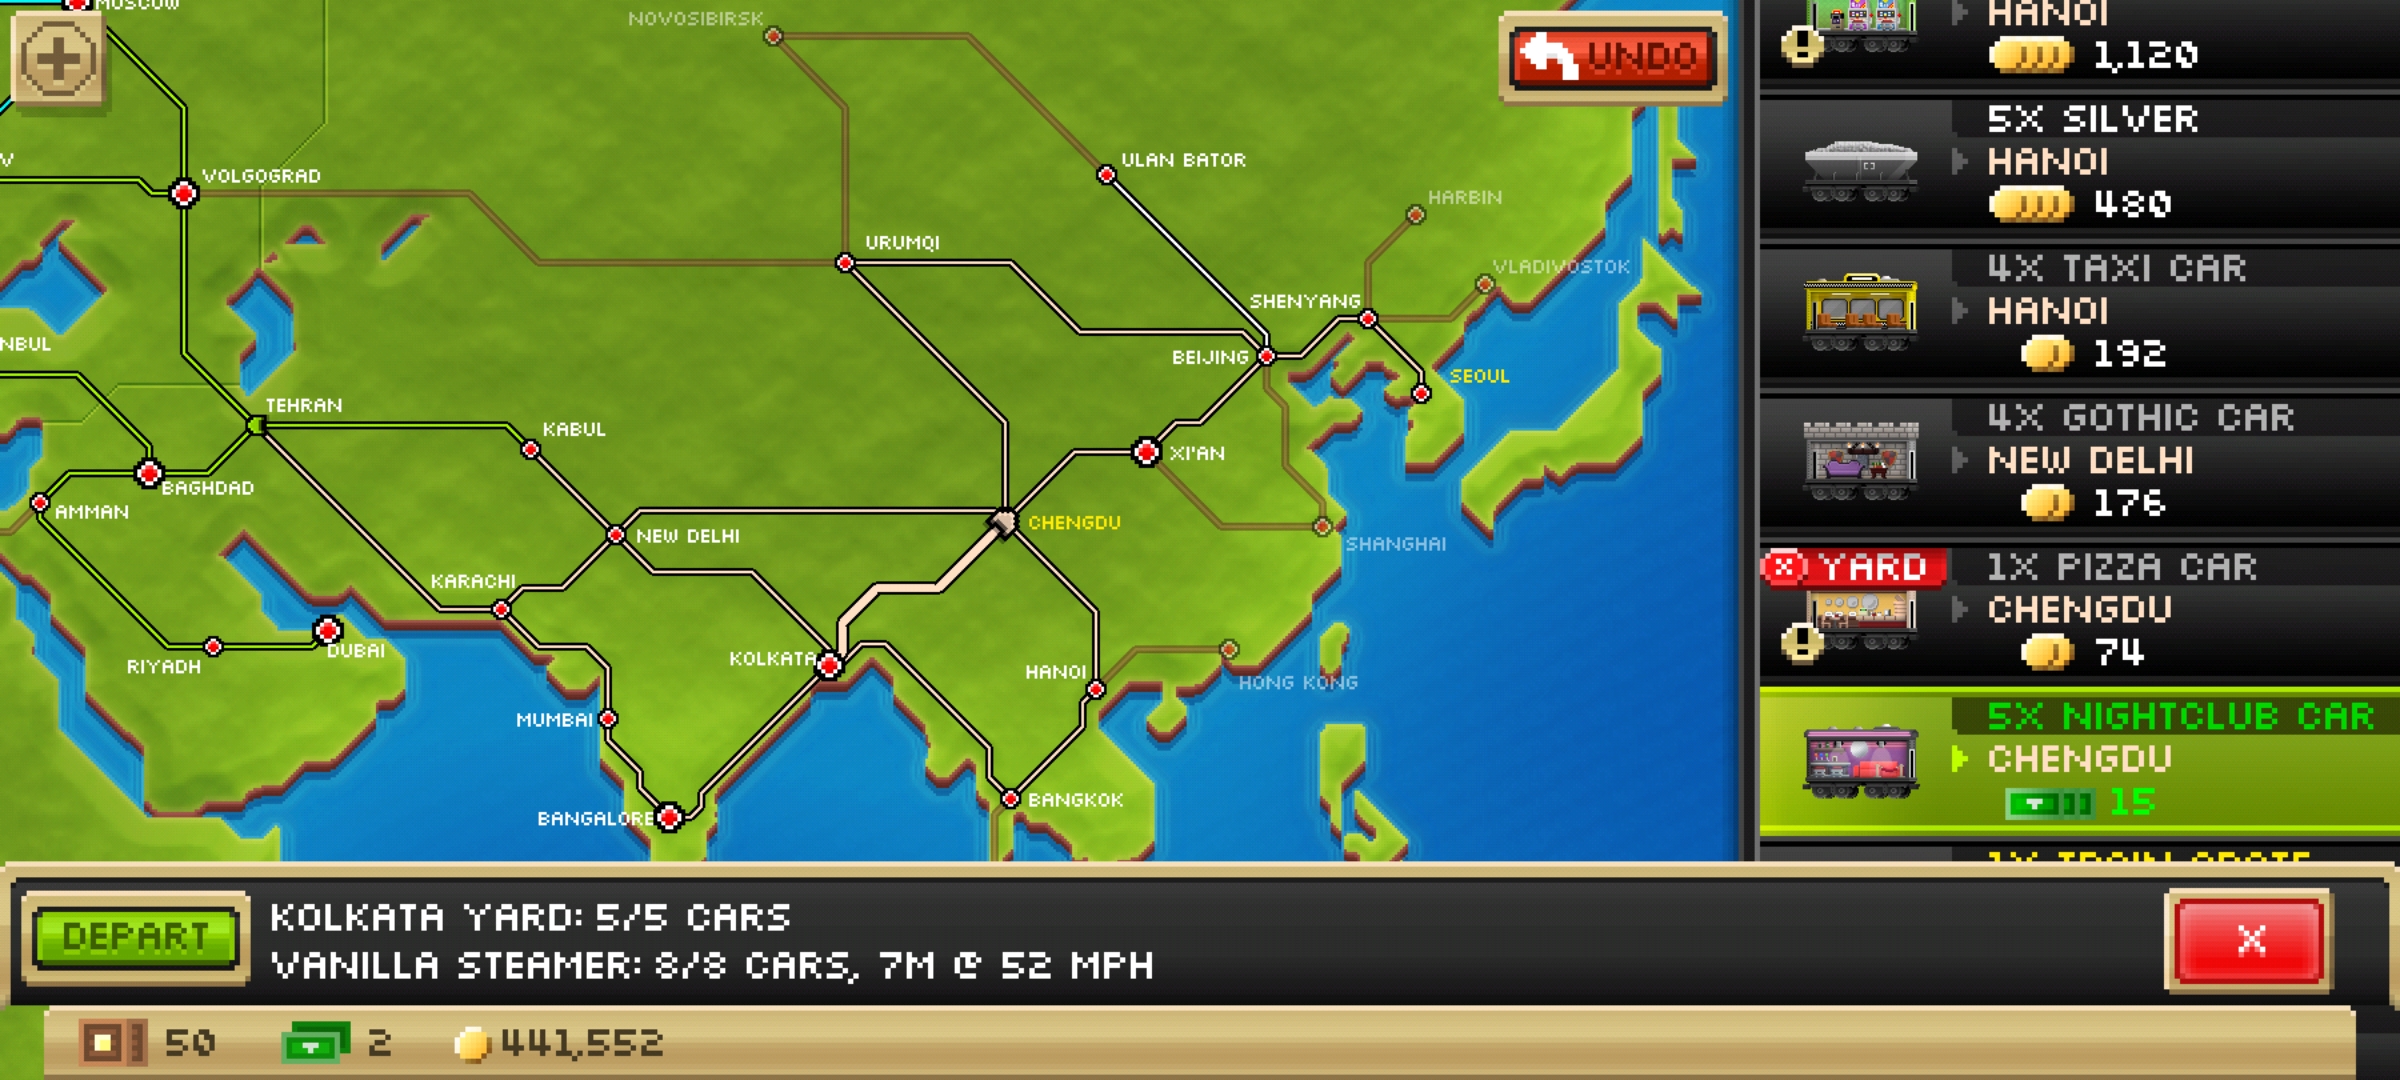 MOSCOW
NOVOSIBIRSK
UNDO
V
VOLGOGRAD
ULAN BATOR
HARBIN
URUMQI
VLADIVOSTOK
SHENYANG
NBUL
BEIJING
SEOUL
TEHRAN
KABUL
XI'AN
BAGHDAD
AMMAN
CHENGDU
NEW DELHI
SHANGHAI
KARACHI
KOLKATA
DUBAI
RIYADH
HANOI
HONG KONG
MUMBAI
BANGALORE
BANGKOK
HANOI
1,120
5X SILVER
HANOI
480
4X TAXI CAR
HANOI
192
4X GOTHIC CAR
NEW DELHI
176
X YARD
1X PIZZA CAR
CHENGDU
74
5X NIGHTCLUB CAR
CHENGDU
15
DEPART
KOLKATA YARD: 5/5 CARS
VANILLA STEAMER: 8/8 CARS, 7M @ 52 MPH
X
50
2
441,552